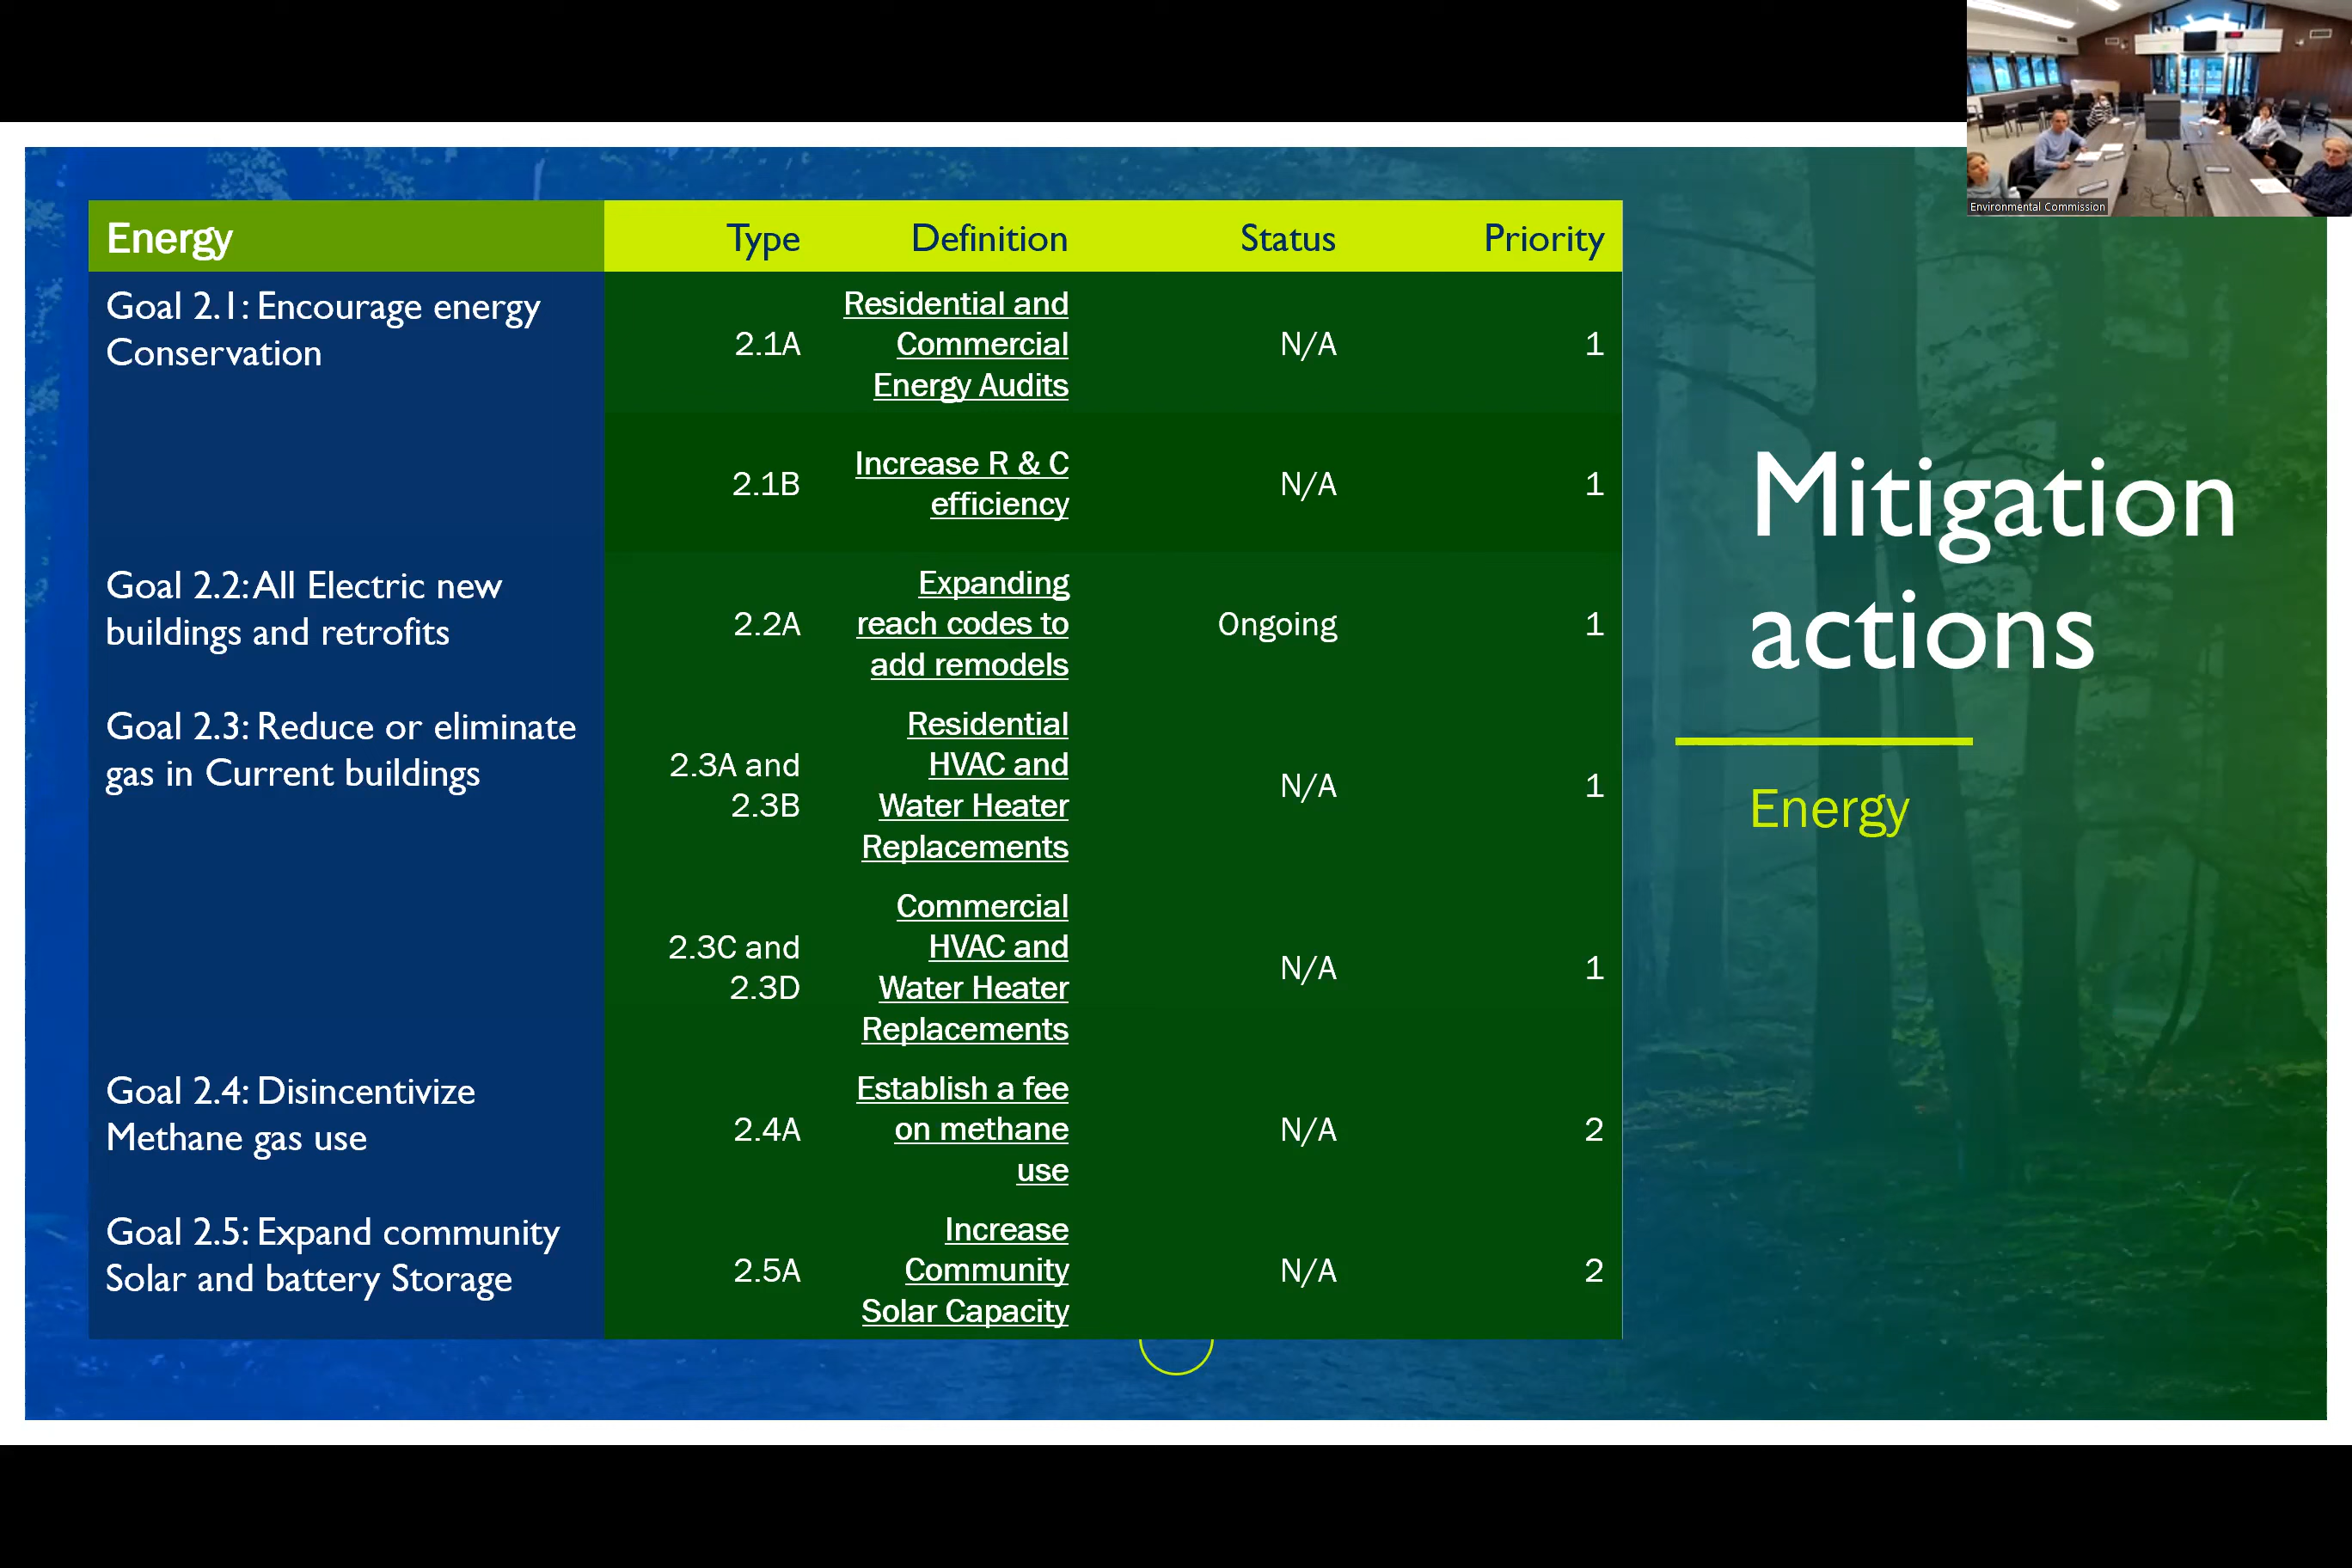 Environmental Commission
Energy
Type
Definition
Status
Priority
Goal 2.1: Encourage energy
Conservation
2.1A
Residential and
Commercial
Energy Audits
N/A
1
2.1B
Increase R & C
efficiency
N/A
1
Goal 2.2: All Electric new
buildings and retrofits
2.2A
Expanding
reach codes to
add remodels
Ongoing
1
Goal 2.3: Reduce or eliminate
gas in Current buildings
2.3A and
2.3B
Residential
HVAC and
Water Heater
Replacements
N/A
1
2.3C and
2.3D
Commercial
HVAC and
Water Heater
Replacements
N/A
1
Goal 2.4: Disincentivize
Methane gas use
2.4A
Establish a fee
on methane
use
N/A
2
Goal 2.5: Expand community
Solar and battery Storage
2.5A
Increase
Community
Solar Capacity
N/A
2
Mitigation
actions
Energy